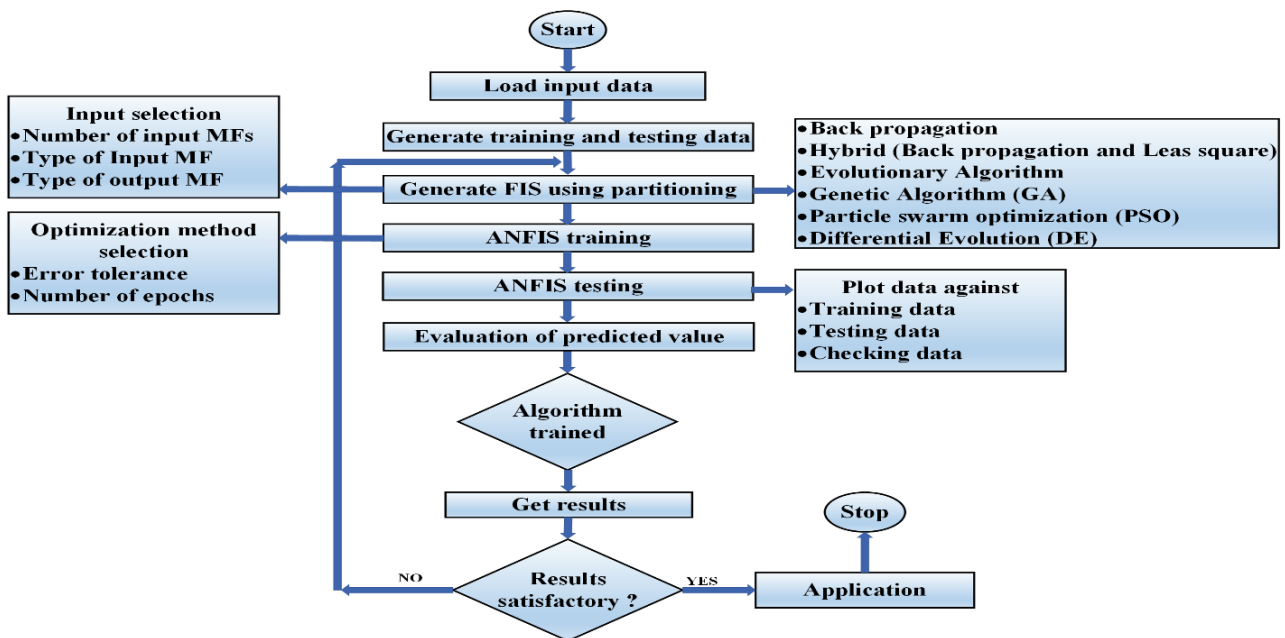 Start
Load input data
Generate training and testing data
Input selection
•Number of input MFs
•Type of Input MF
•Type of output MF
Generate FIS using partitioning
•Back propagation
•Hybrid (Back propagation and Leas square)
•Evolutionary Algorithm
•Genetic Algorithm (GA)
•Particle swarm optimization (PSO)
•Differential Evolution (DE)
Optimization method
selection
•Error tolerance
•Number of epochs
ANFIS training
ANFIS testing
Plot data against
•Training data
•Testing data
•Checking data
Evaluation of predicted value
Algorithm
trained
Get results
Results
satisfactory ?
NO
YES
Application
Stop